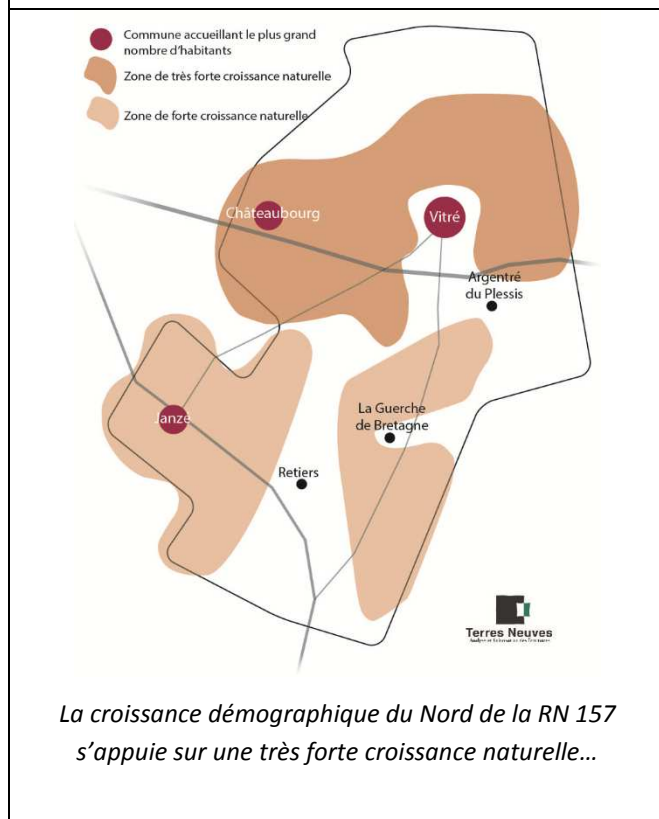 Commune accueillant le plus grand
nombre d'habitants
Zone de très forte croissance naturelle
Zone de forte croissance naturelle
Châteaubourg
Vitré
Argentré
du Plessis
La Guerche
de Bretagne
Janzé
Retiers
Terres Neuves
La croissance démographique du Nord de la RN 157
s'appuie sur une très forte croissance naturelle…